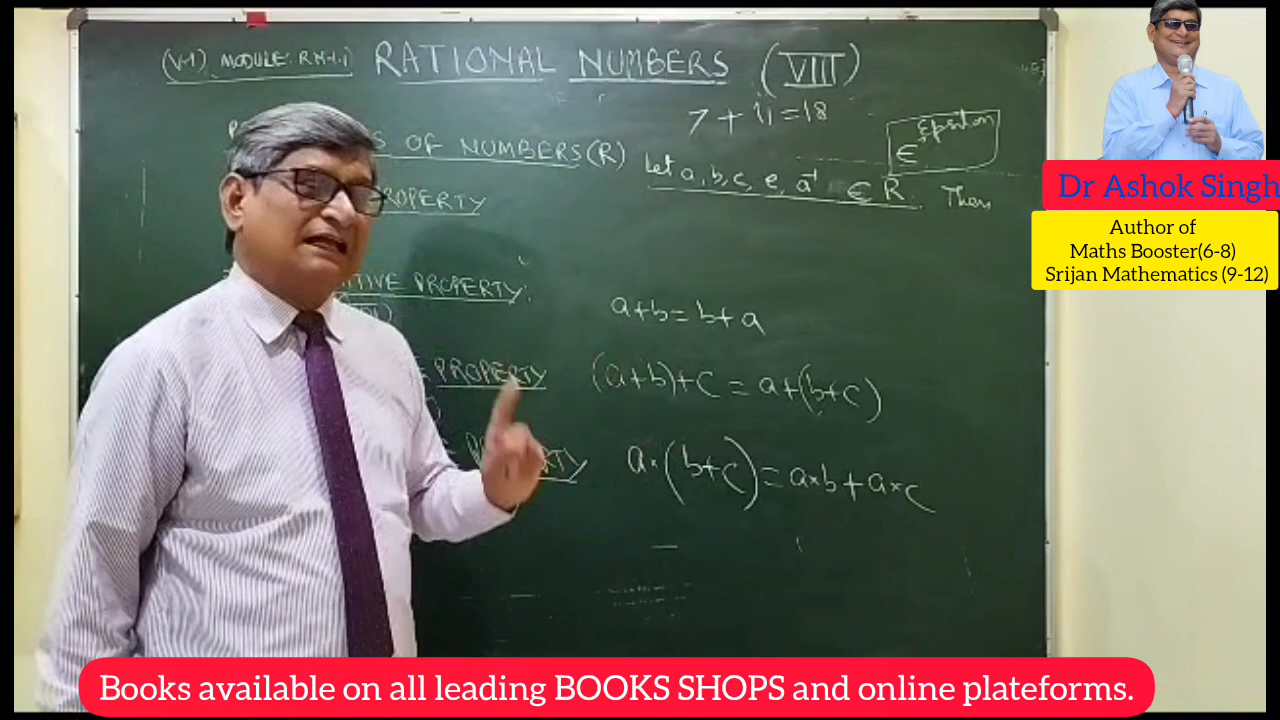 (V-1) MODULE: RN-1.1 RATIONAL NUMBERS (VIII)
7 + 11 = 18
OF NUMBERS (R)
Epsilon
∈
Let a, b, c, e, a⁻¹ ∈ R. Then
PROPERTY
PROPERTY.
a+b = b+a
PROPERTY
(a+b)+c = a+(b+c)
a×(b+c) = a×b + a×c
Dr Ashok Singh
Author of
Maths Booster(6-8)
Srijan Mathematics (9-12)
Books available on all leading BOOKS SHOPS and online plateforms.